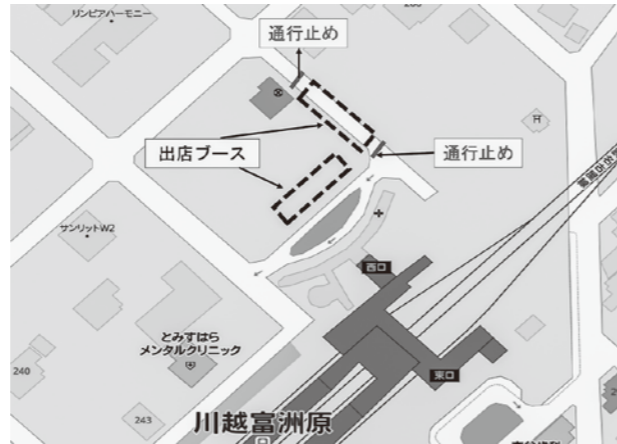 リンピアハーモニー
通行止め
出店ブース
通行止め
サンリットW2
西口
とみすはら
メンタルクリニック
東口
240
243
川越富洲原